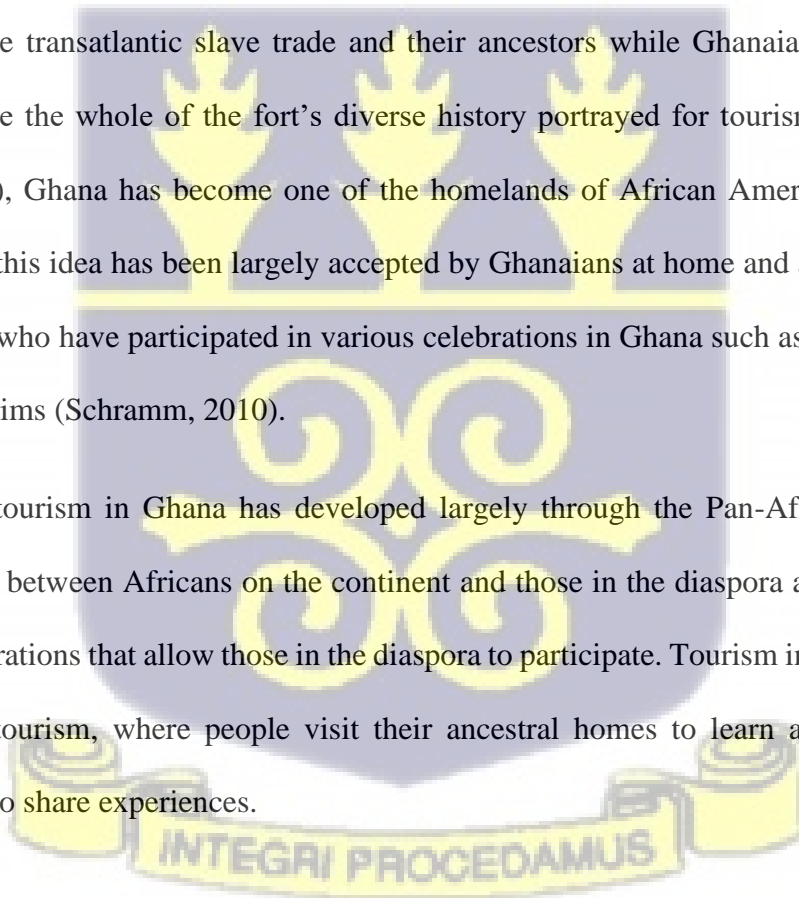 e transatlantic slave trade and their ancestors while Ghanaia
e the whole of the fort’s diverse history portrayed for tourism
), Ghana has become one of the homelands of African Amer
this idea has been largely accepted by Ghanaians at home and
who have participated in various celebrations in Ghana such as
ims (Schramm, 2010).
tourism in Ghana has developed largely through the Pan-Af
between Africans on the continent and those in the diaspora a
rations that allow those in the diaspora to participate. Tourism in
tourism, where people visit their ancestral homes to learn a
o share experiences.
INTEGRI PROCEDAMUS